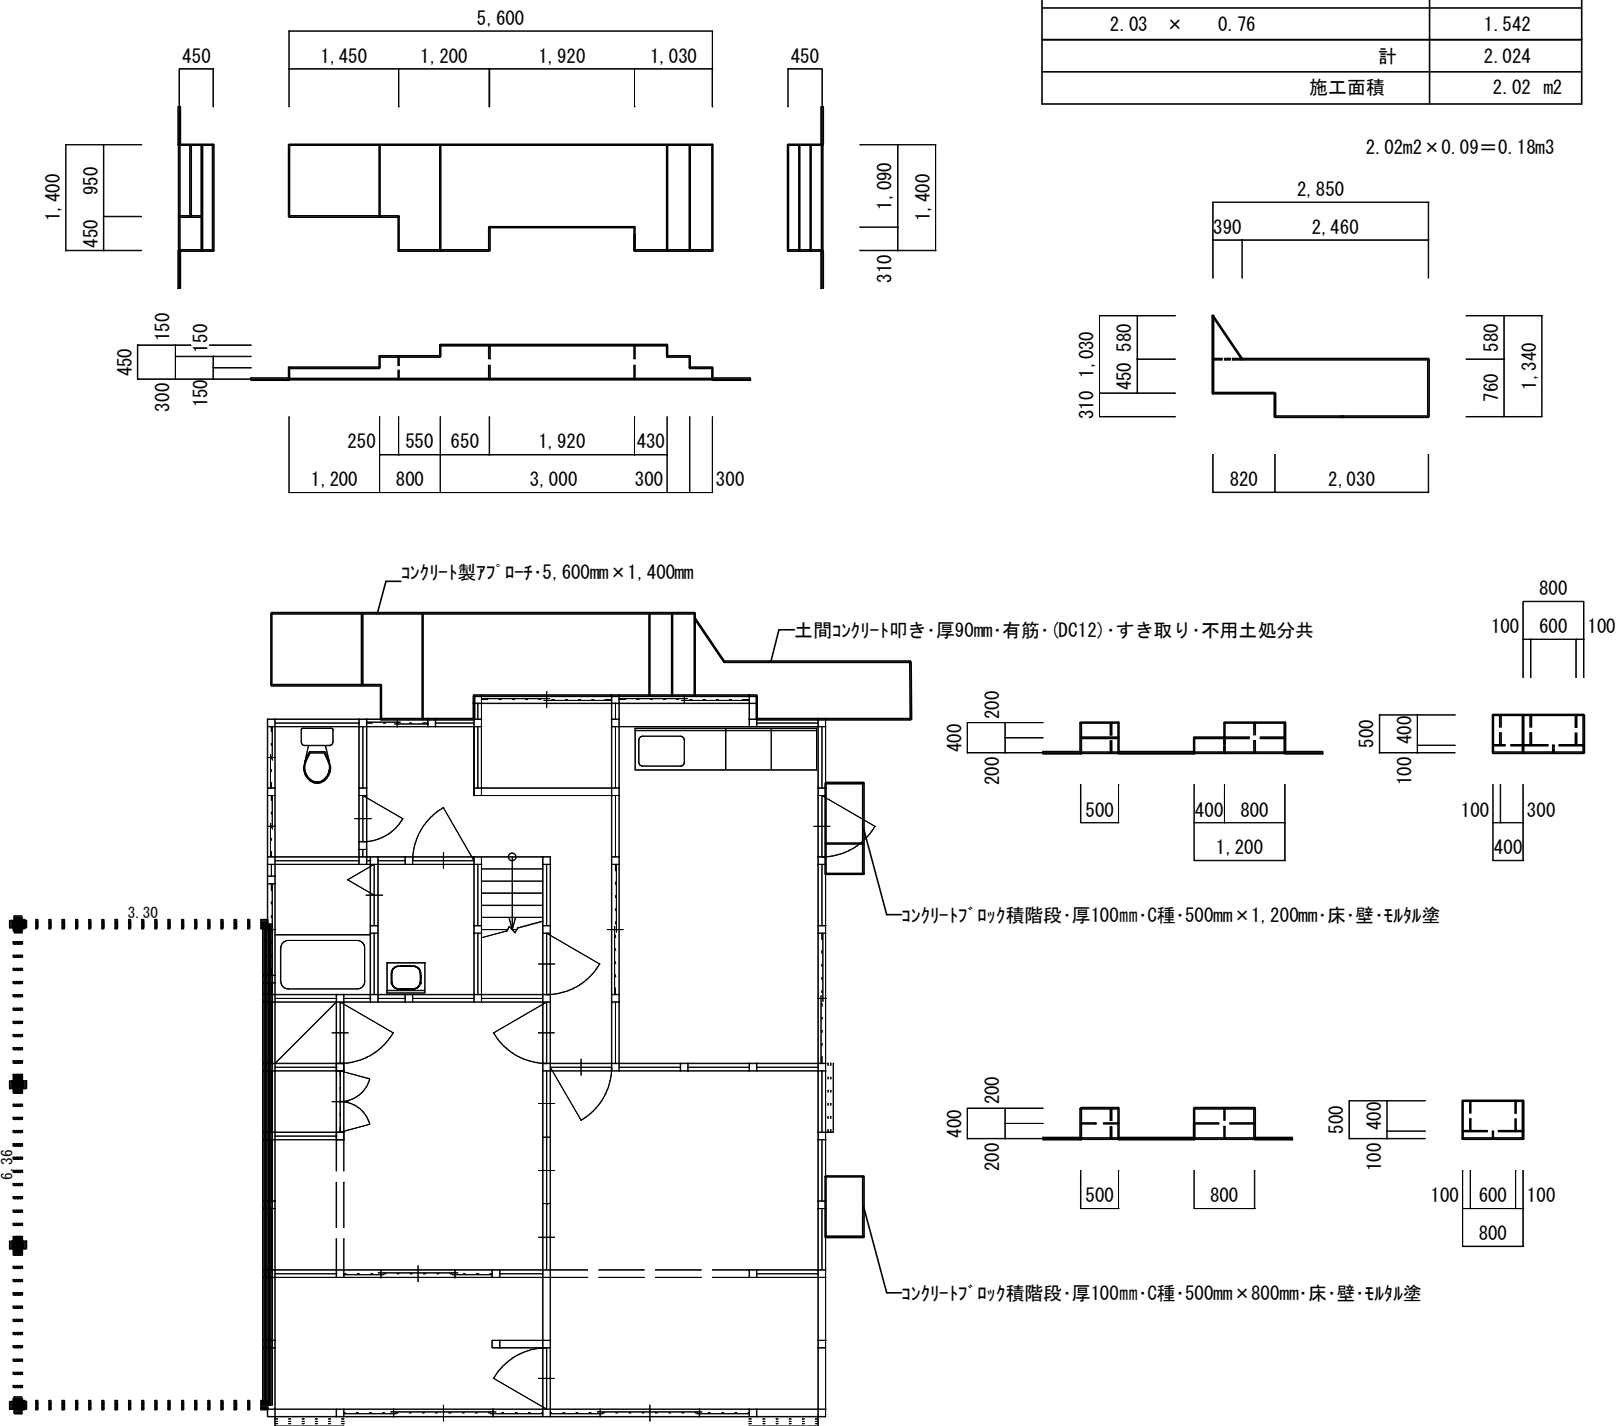 2.03 × 0.76 1.542
計 2.024
施工面積 2.02 m2
2.02m2×0.09=0.18m3
5,600
450 1,450 1,200 1,920 1,030 450
1,400 950 450
1,090 310 1,400
450 150 300 150 150
250 550 650 1,920 430
1,200 800 3,000 300 300
2,850
390 2,460
310 1,030 450 580
580 760 1,340
820 2,030
コンクリート製アプローチ・5,600mm×1,400mm
土間コンクリート叩き・厚90mm・有筋・(DC12)・すき取り・不用土処分共
800
100 600 100
400 200 200
500 400 100
500 400 800
1,200
100 300
400
コンクリートブロック積階段・厚100mm・C種・500mm×1,200mm・床・壁・モルタル塗
3.30
6.36
400 200 200
500 400 100
500 800
100 600 100
800
コンクリートブロック積階段・厚100mm・C種・500mm×800mm・床・壁・モルタル塗